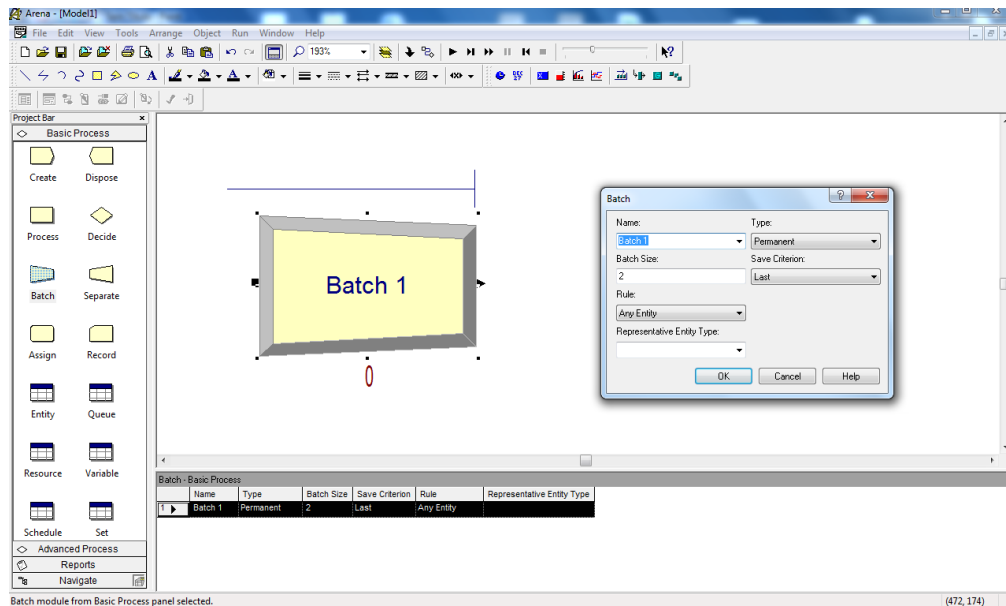 Arena - [Model1]
File Edit View Tools Arrange Object Run Window Help
193%
Project Bar
Basic Process
Create Dispose
Process Decide
Batch Separate
Assign Record
Entity Queue
Resource Variable
Schedule Set
Advanced Process
Reports
Navigate
Batch 1
0
Batch
Name: Type:
Batch 1 Permanent
Batch Size: Save Criterion:
2 Last
Rule:
Any Entity
Representative Entity Type:
OK Cancel Help
Batch - Basic Process
Name Type Batch Size Save Criterion Rule Representative Entity Type
1 Batch 1 Permanent 2 Last Any Entity
Batch module from Basic Process panel selected.
(472, 174)